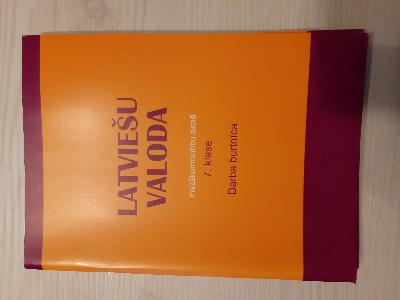 LATVIEŠU
VALODA
mazākumtautību skolā
7. klase
Darba burtnīca